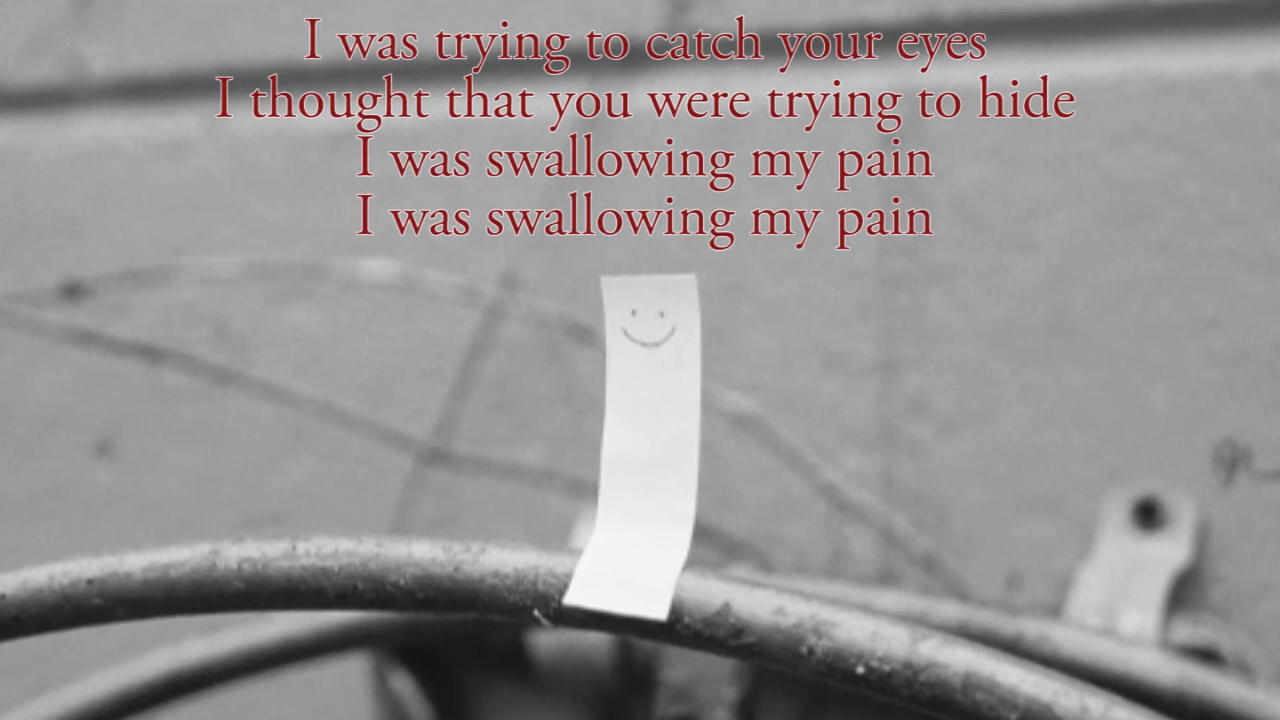 I was trying to catch your eyes
I thought that you were trying to hide
I was swallowing my pain
I was swallowing my pain